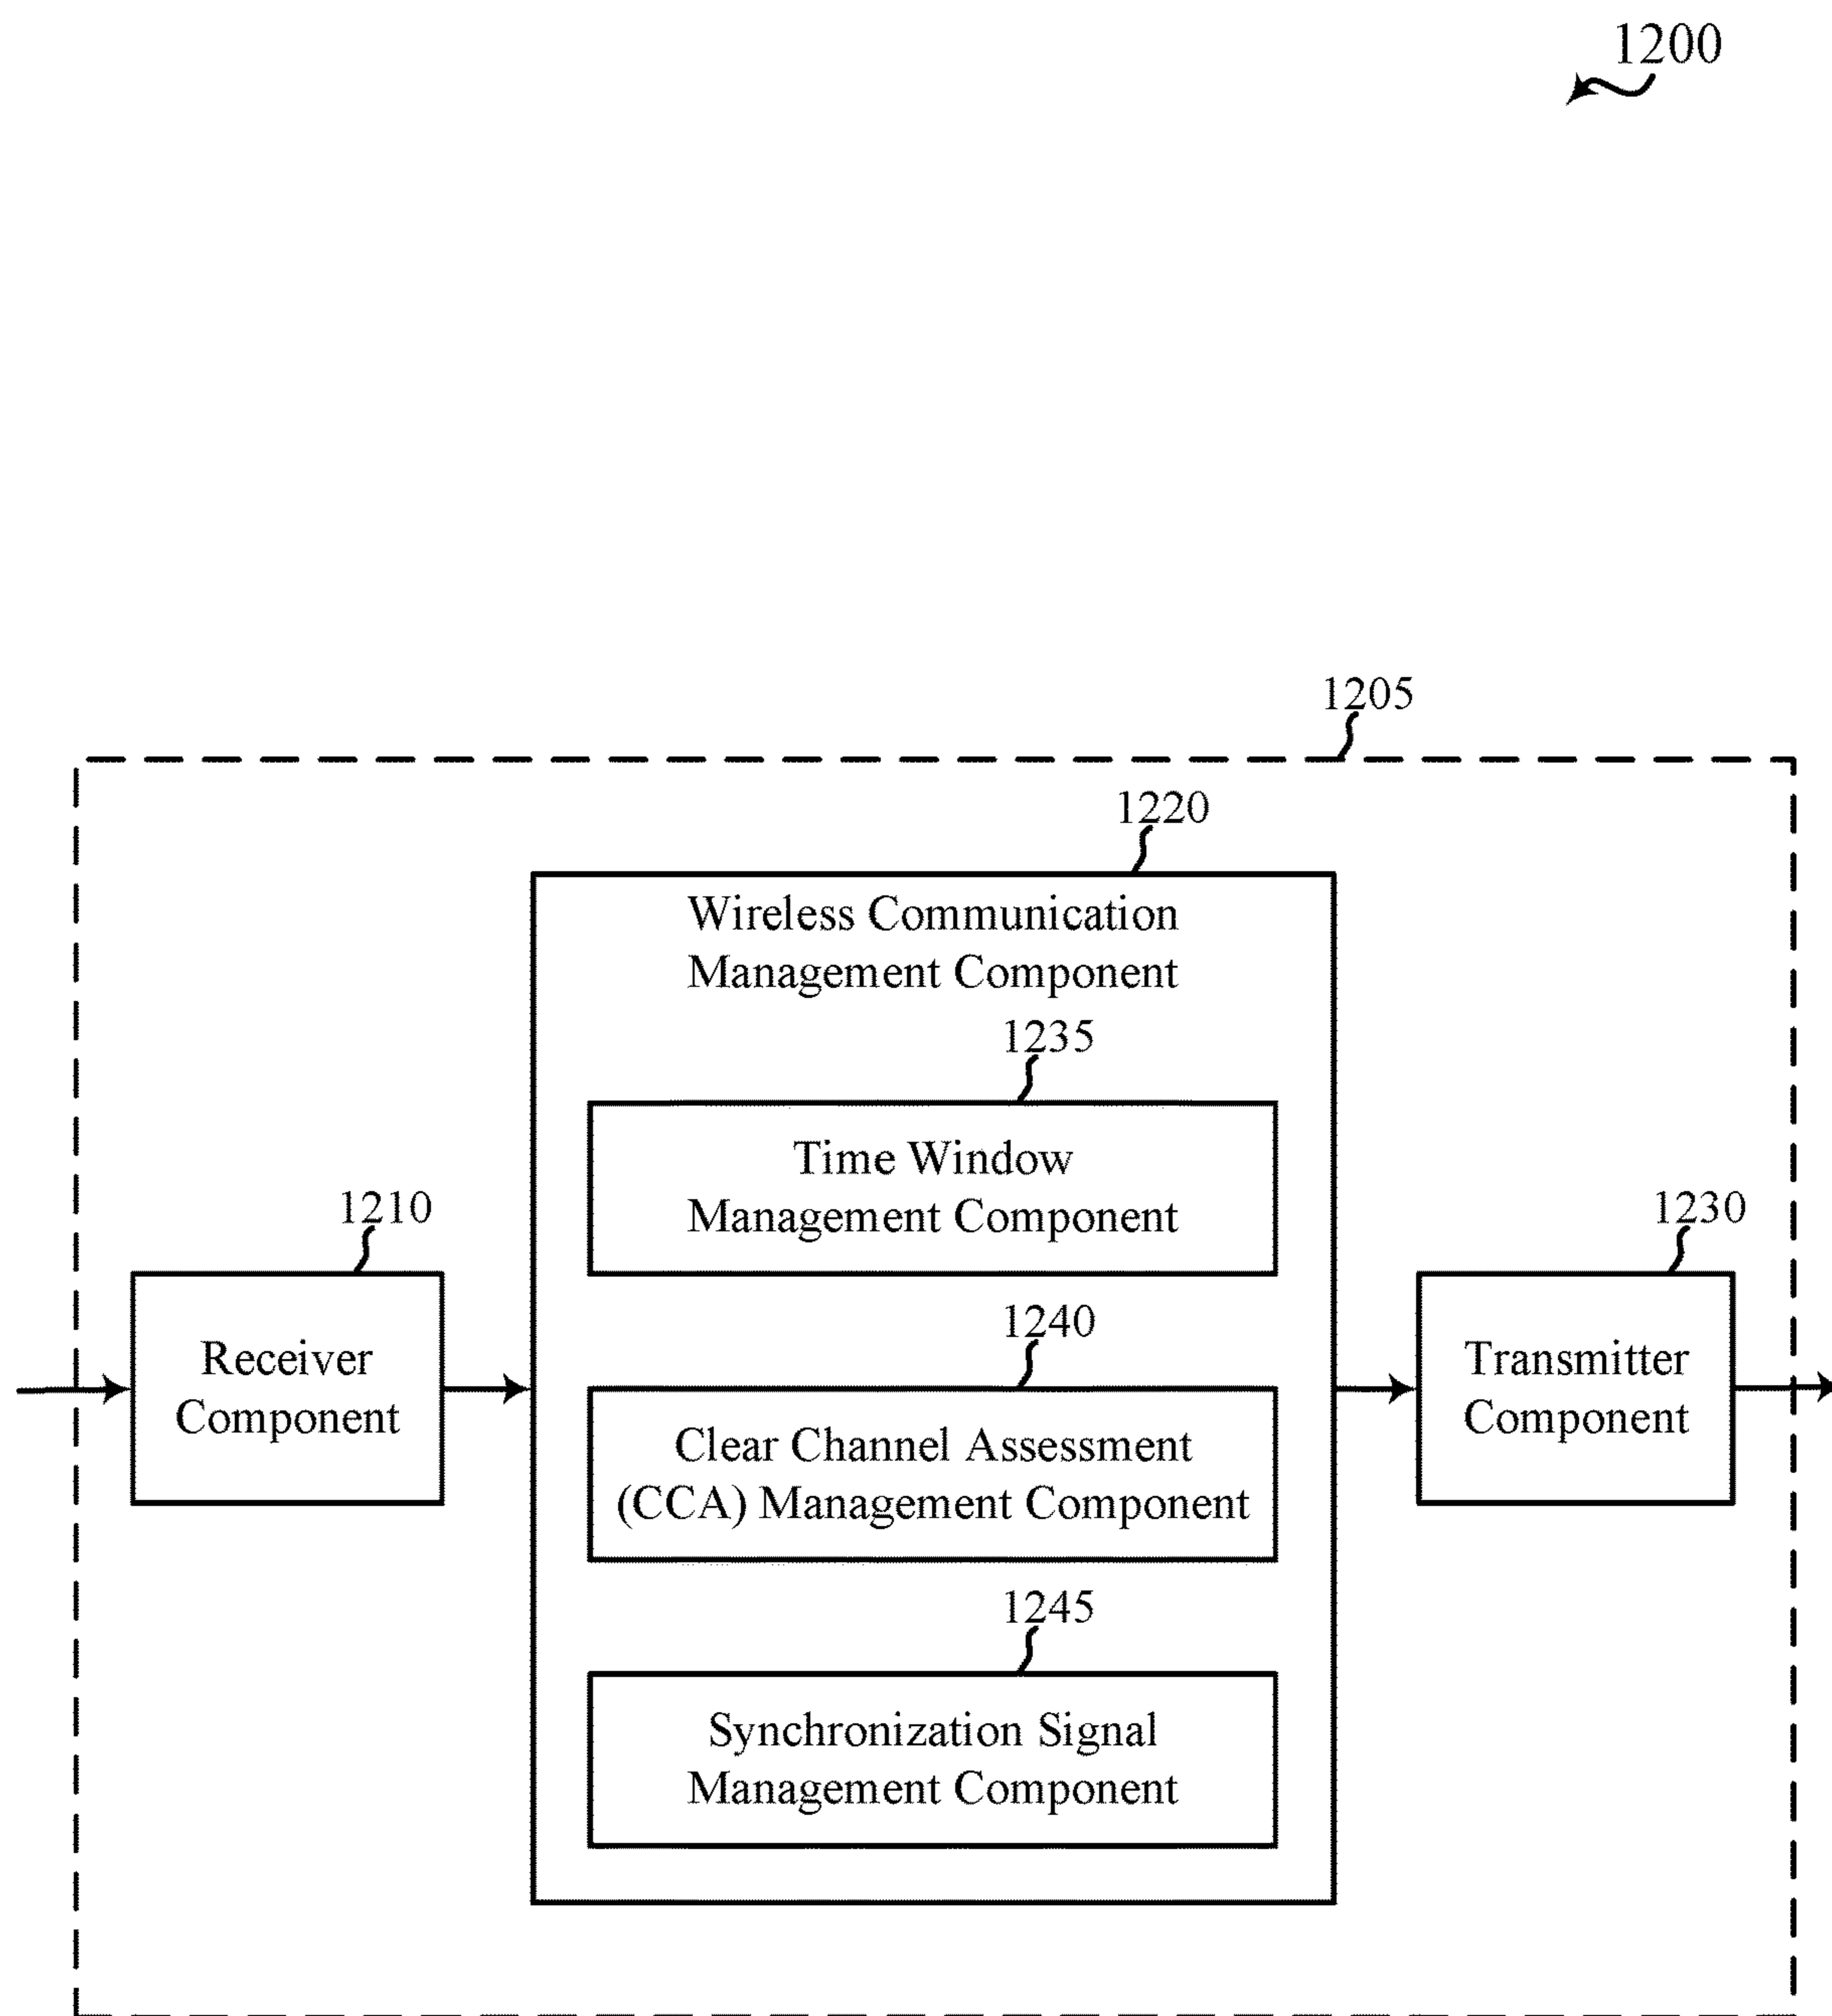 1200
1205
1220
Wireless Communication
Management Component
1235
Time Window
Management Component
1210
Receiver
Component
1240
Clear Channel Assessment
(CCA) Management Component
1230
Transmitter
Component
1245
Synchronization Signal
Management Component